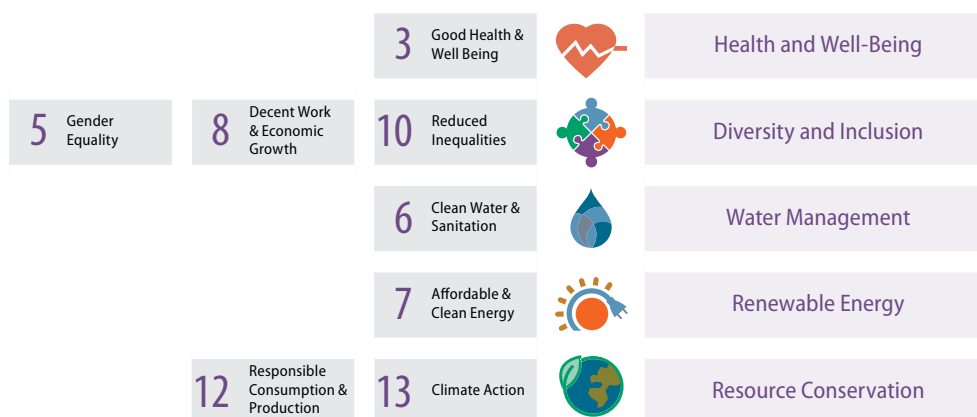 3
Good Health &
Well Being
Health and Well-Being
5
Gender
Equality
8
Decent Work
& Economic
Growth
10
Reduced
Inequalities
Diversity and Inclusion
6
Clean Water &
Sanitation
Water Management
7
Affordable &
Clean Energy
Renewable Energy
12
Responsible
Consumption &
Production
13
Climate Action
Resource Conservation